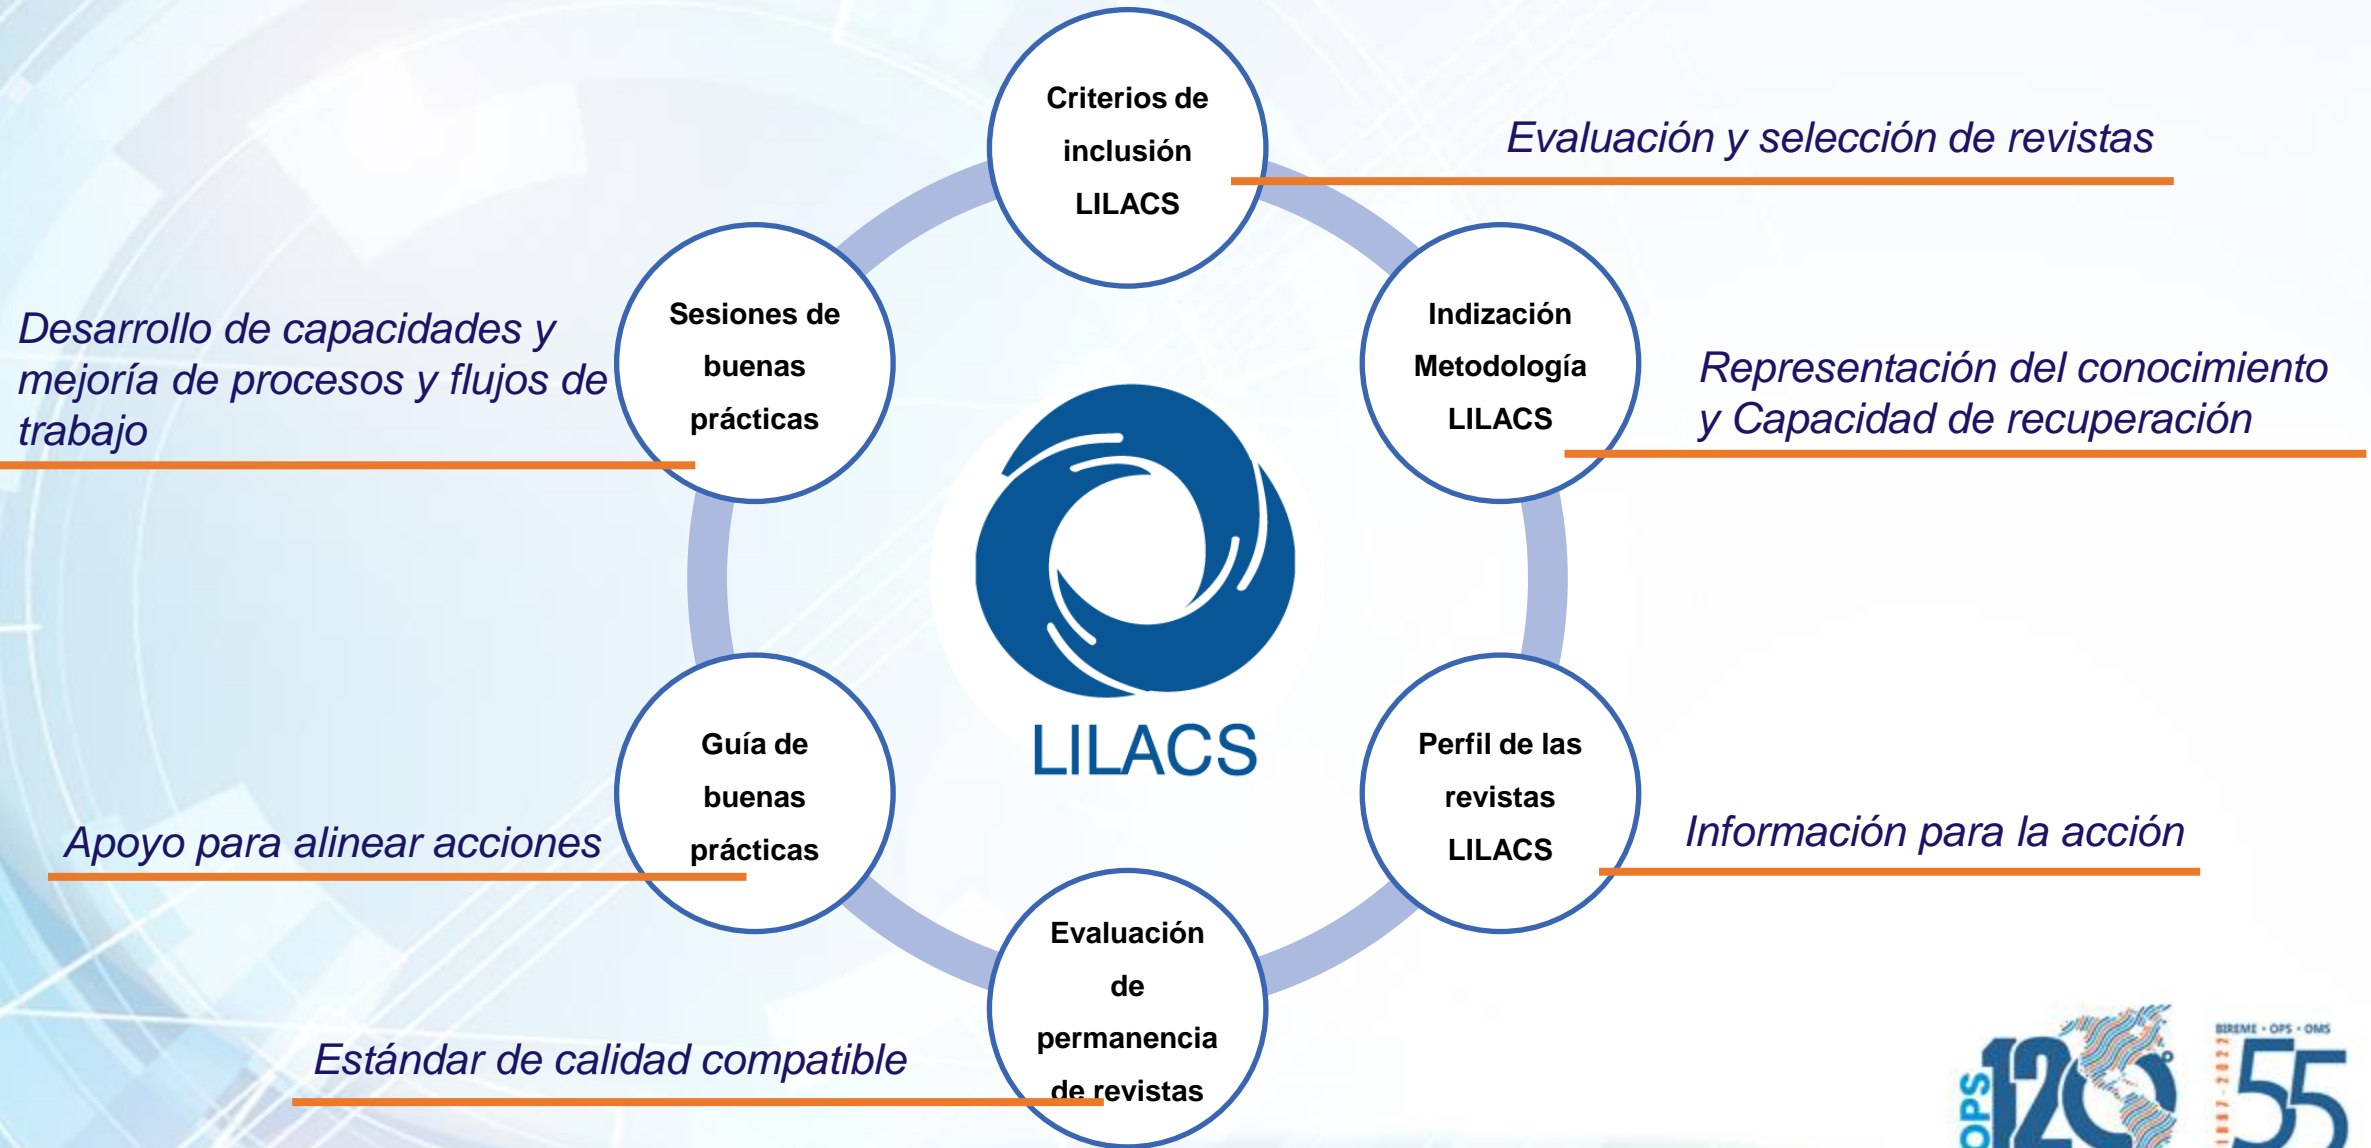 Criterios de
inclusión
LILACS
Evaluación y selección de revistas
Indización
Metodología
LILACS
Representación del conocimiento
y Capacidad de recuperación
Perfil de las
revistas
LILACS
Información para la acción
Evaluación
de
permanencia
de revistas
Estándar de calidad compatible
Guía de
buenas
prácticas
Apoyo para alinear acciones
Sesiones de
buenas
prácticas
Desarrollo de capacidades y
mejoría de procesos y flujos de
trabajo
LILACS
OPS
120
BIREME • OPS • OMS
55